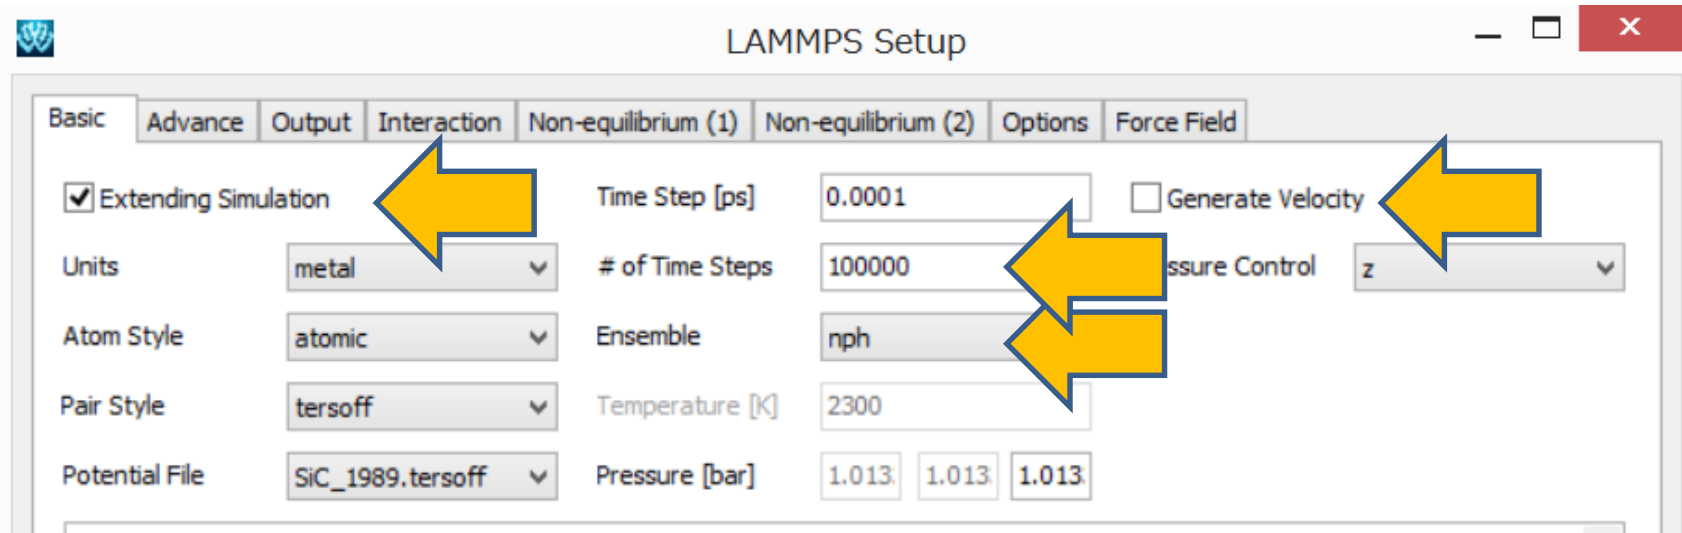 LAMMPS Setup
Basic Advance Output Interaction Non-equilibrium (1) Non-equilibrium (2) Options Force Field
Extending Simulation Time Step [ps] 0.0001 Generate Velocity
Units metal # of Time Steps 100000 ssure Control z
Atom Style atomic Ensemble nph
Pair Style tersoff Temperature [K] 2300
Potential File SiC_1989.tersoff Pressure [bar] 1.013 1.013 1.013